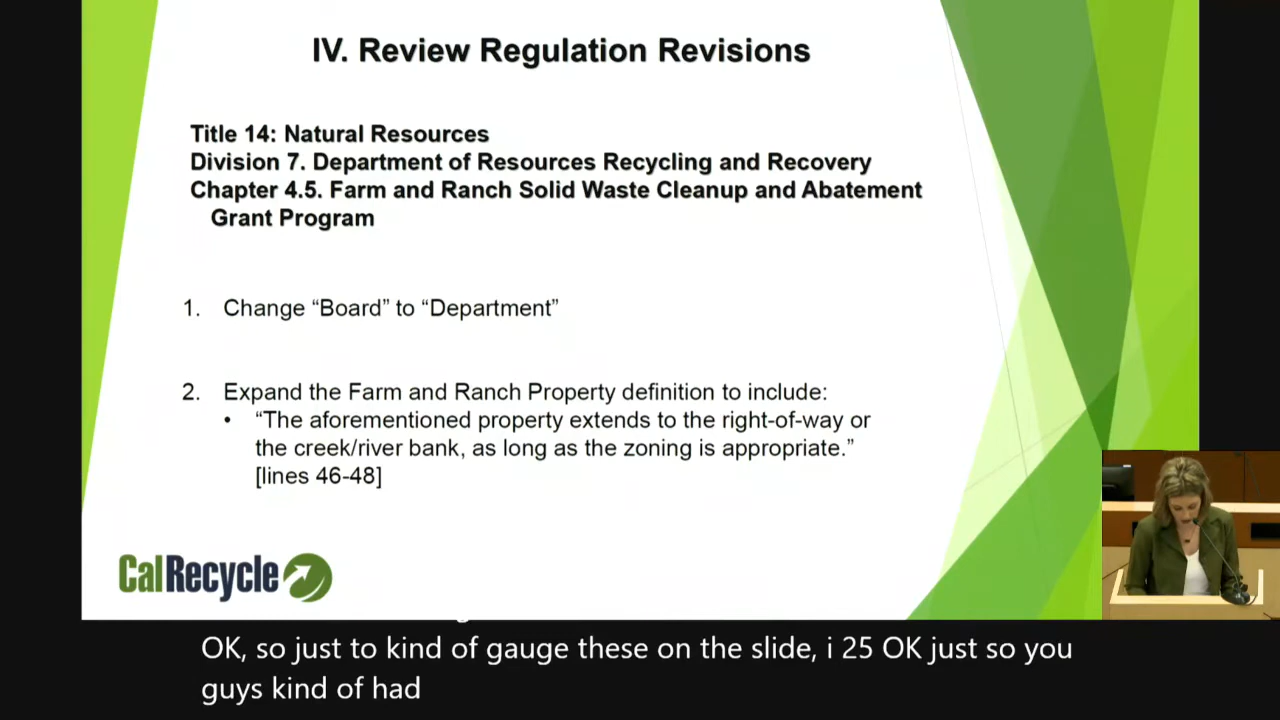 IV. Review Regulation Revisions
Title 14: Natural Resources
Division 7. Department of Resources Recycling and Recovery
Chapter 4.5. Farm and Ranch Solid Waste Cleanup and Abatement
Grant Program
1. Change “Board” to “Department”
2. Expand the Farm and Ranch Property definition to include:
• “The aforementioned property extends to the right-of-way or
the creek/river bank, as long as the zoning is appropriate.”
[lines 46-48]
CalRecycle
OK, so just to kind of gauge these on the slide, i 25 OK just so you
guys kind of had